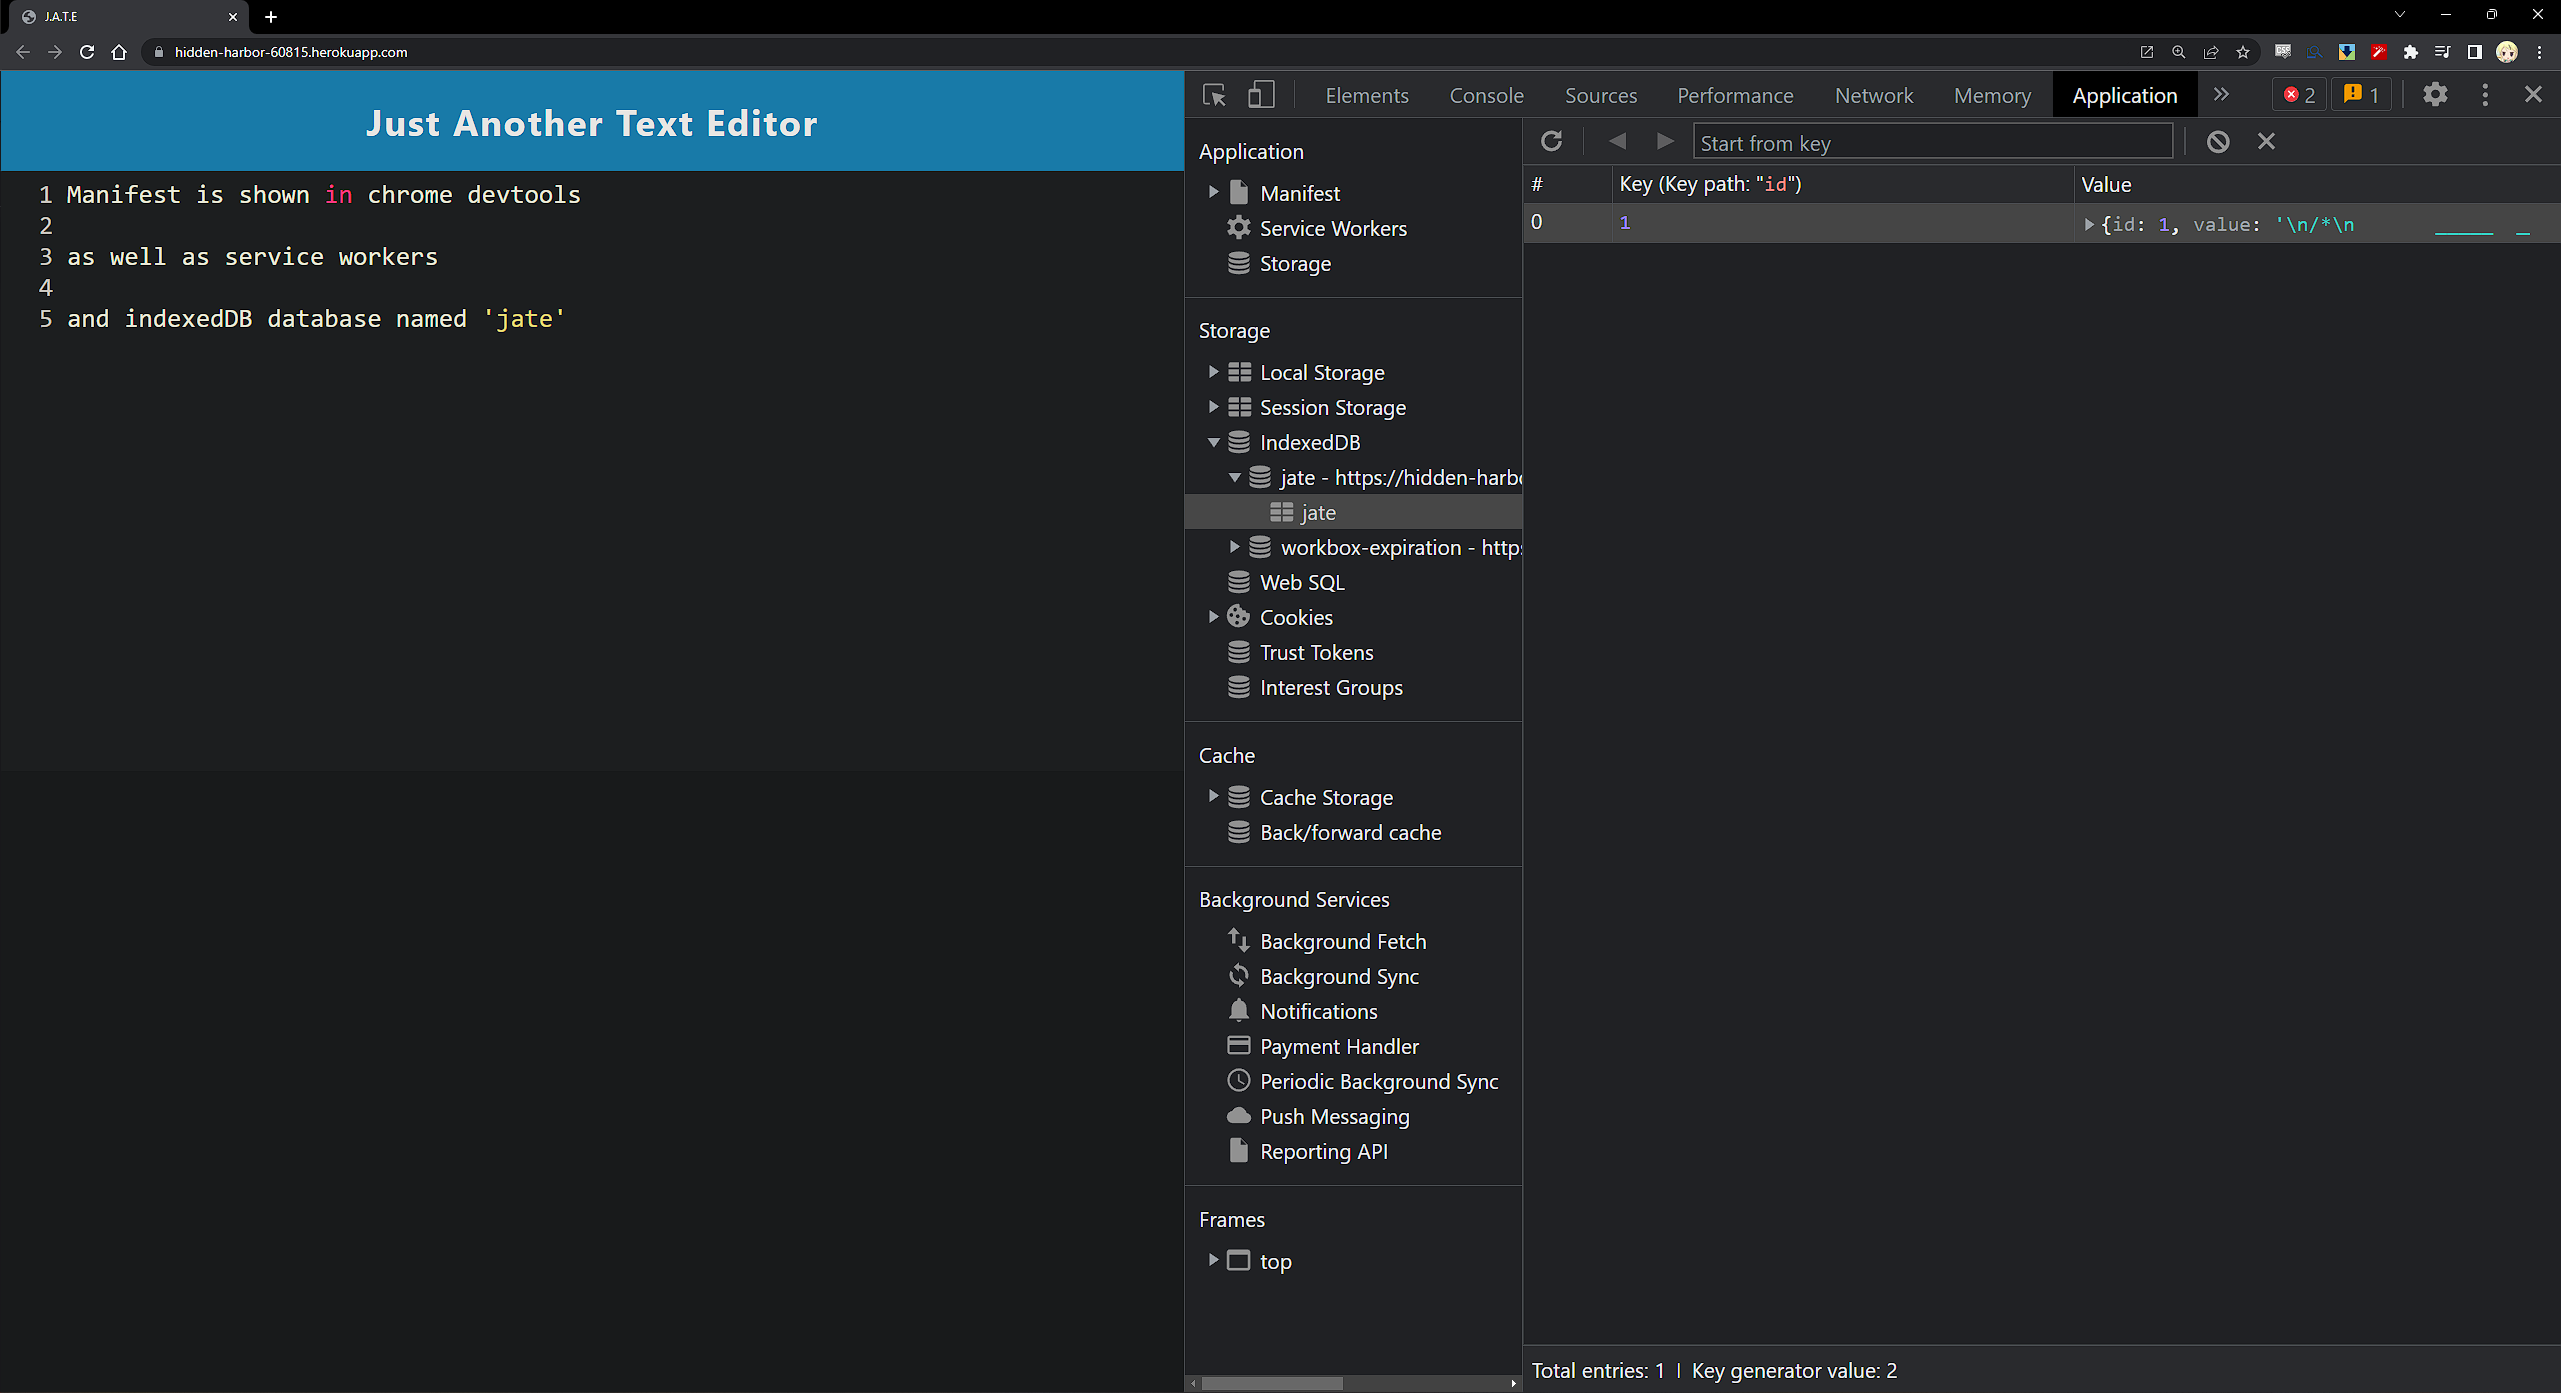 J.A.T.E
hidden-harbor-60815.herokuapp.com
Just Another Text Editor
1 Manifest is shown in chrome devtools
2
3 as well as service workers
4
5 and indexedDB database named 'jate'
Elements Console Sources Performance Network Memory Application 2 1
Application
Manifest
Service Workers
Storage
Storage
Local Storage
Session Storage
IndexedDB
jate - https://hidden-harbo
jate
workbox-expiration - https
Web SQL
Cookies
Trust Tokens
Interest Groups
Cache
Cache Storage
Back/forward cache
Background Services
Background Fetch
Background Sync
Notifications
Payment Handler
Periodic Background Sync
Push Messaging
Reporting API
Frames
top
Start from key
# Key (Key path: "id") Value
0 1 {id: 1, value: '\n/*\n _____ _
Total entries: 1 | Key generator value: 2